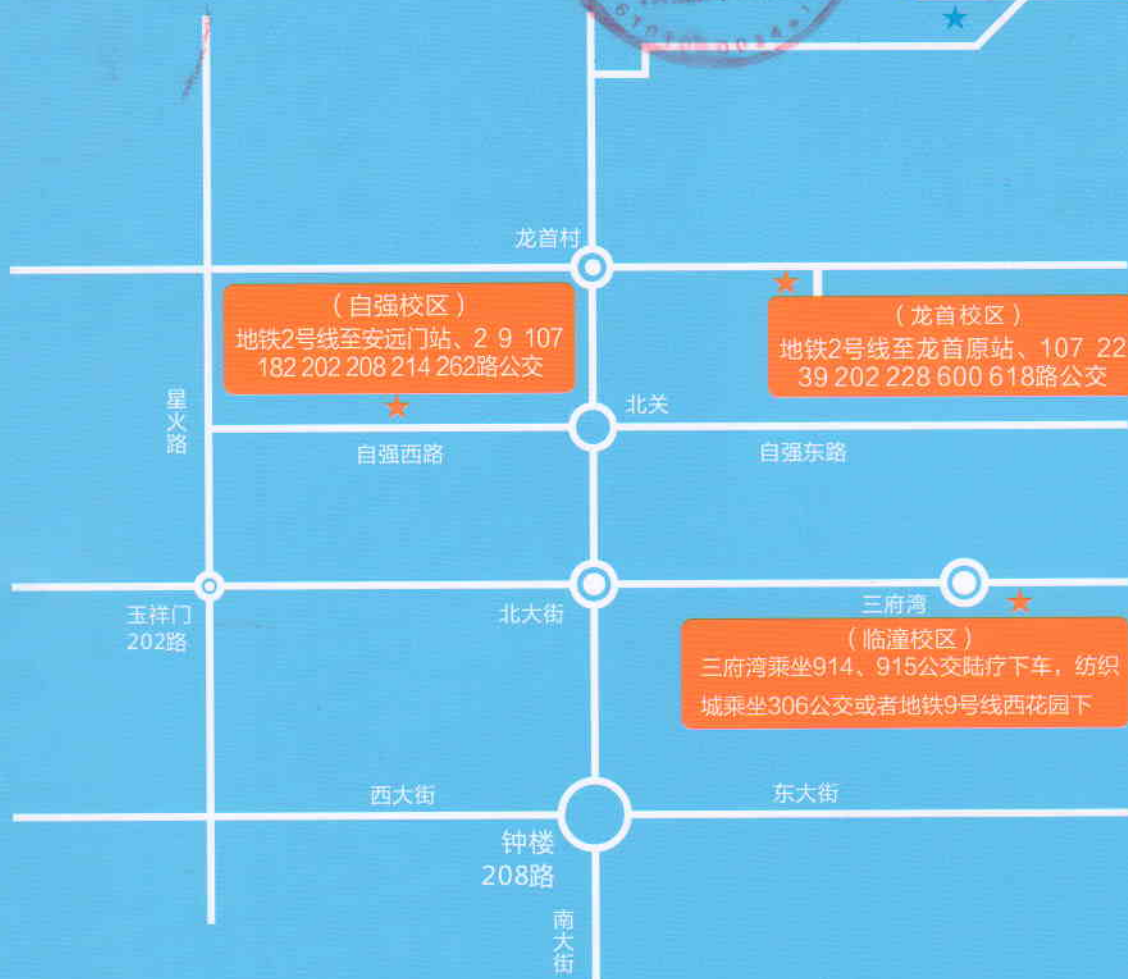 龙首村
（自强校区）
地铁2号线至安远门站、2 9 107
182 202 208 214 262路公交
（龙首校区）
地铁2号线至龙首原站、107 22
39 202 228 600 618路公交
星火路
北关
自强西路
自强东路
玉祥门
202路
北大街
三府湾
（临潼校区）
三府湾乘坐914、915公交陆疗下车，纺织
城乘坐306公交或者地铁9号线西花园下
西大街
东大街
钟楼
208路
南大街